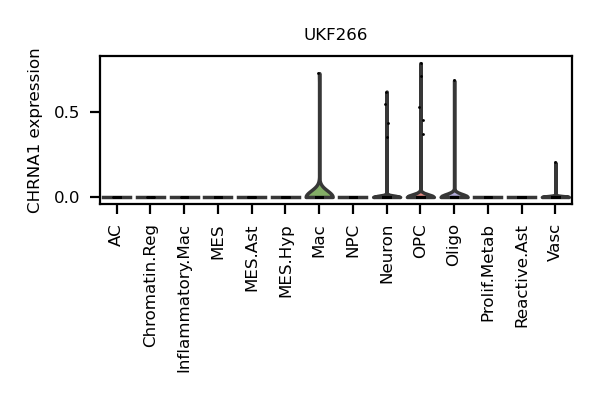 UKF266
CHRNA1 expression
0.5
0.0
AC
Chromatin.Reg
Inflammatory.Mac
MES
MES.Ast
MES.Hyp
Mac
NPC
Neuron
OPC
Oligo
Prolif.Metab
Reactive.Ast
Vasc